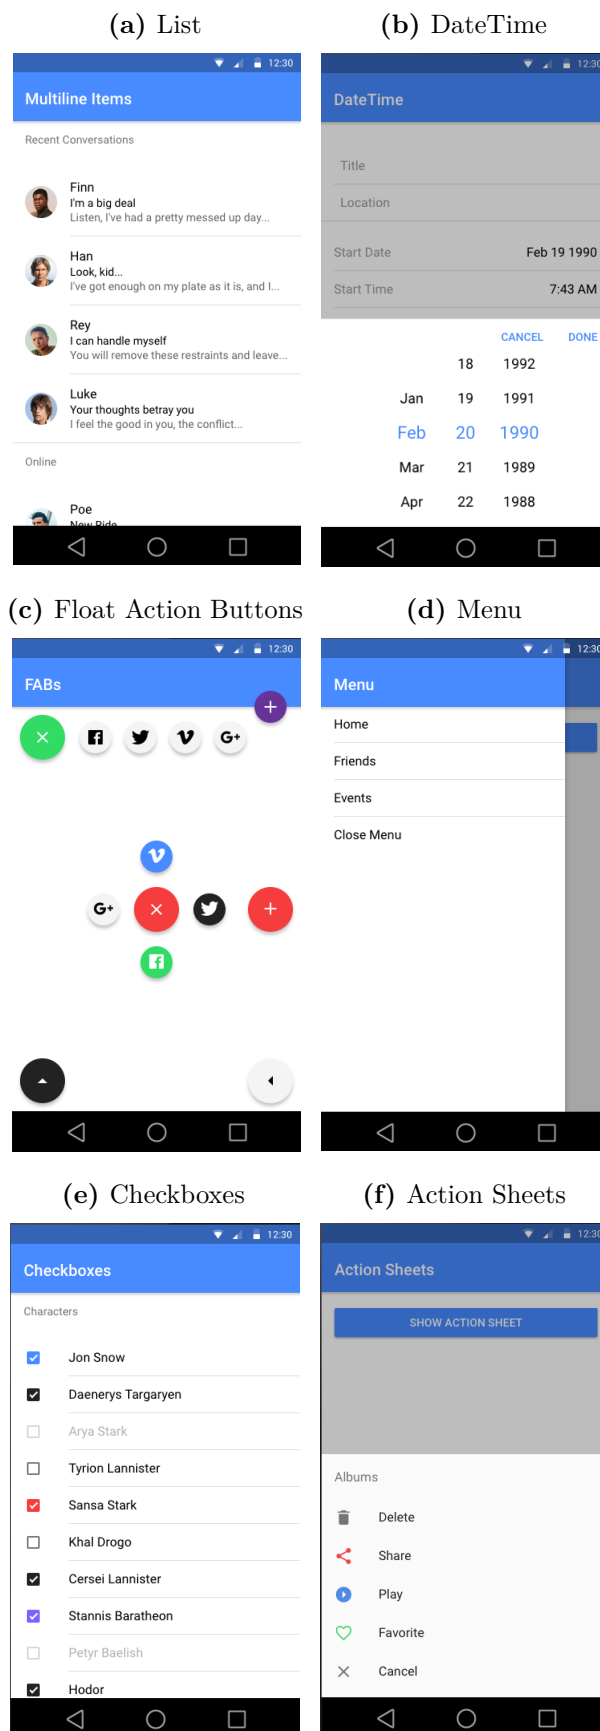 (a) List
12:30
Multiline Items
Recent Conversations
Finn
I'm a big deal
Listen, I've had a pretty messed up day...
Han
Look, kid...
I've got enough on my plate as it is, and I...
Rey
I can handle myself
You will remove these restraints and leave...
Luke
Your thoughts betray you
I feel the good in you, the conflict...
Online
Poe
New Ride
(b) DateTime
12:30
DateTime
Title
Location
Start Date Feb 19 1990
Start Time 7:43 AM
CANCEL DONE
18 1992
Jan 19 1991
Feb 20 1990
Mar 21 1989
Apr 22 1988
(c) Float Action Buttons
12:30
FABs
G+
G+
(d) Menu
12:30
Menu
Home
Friends
Events
Close Menu
(e) Checkboxes
12:30
Checkboxes
Characters
Jon Snow
Daenerys Targaryen
Arya Stark
Tyrion Lannister
Sansa Stark
Khal Drogo
Cersei Lannister
Stannis Baratheon
Petyr Baelish
Hodor
(f) Action Sheets
12:30
Action Sheets
SHOW ACTION SHEET
Albums
Delete
Share
Play
Favorite
Cancel